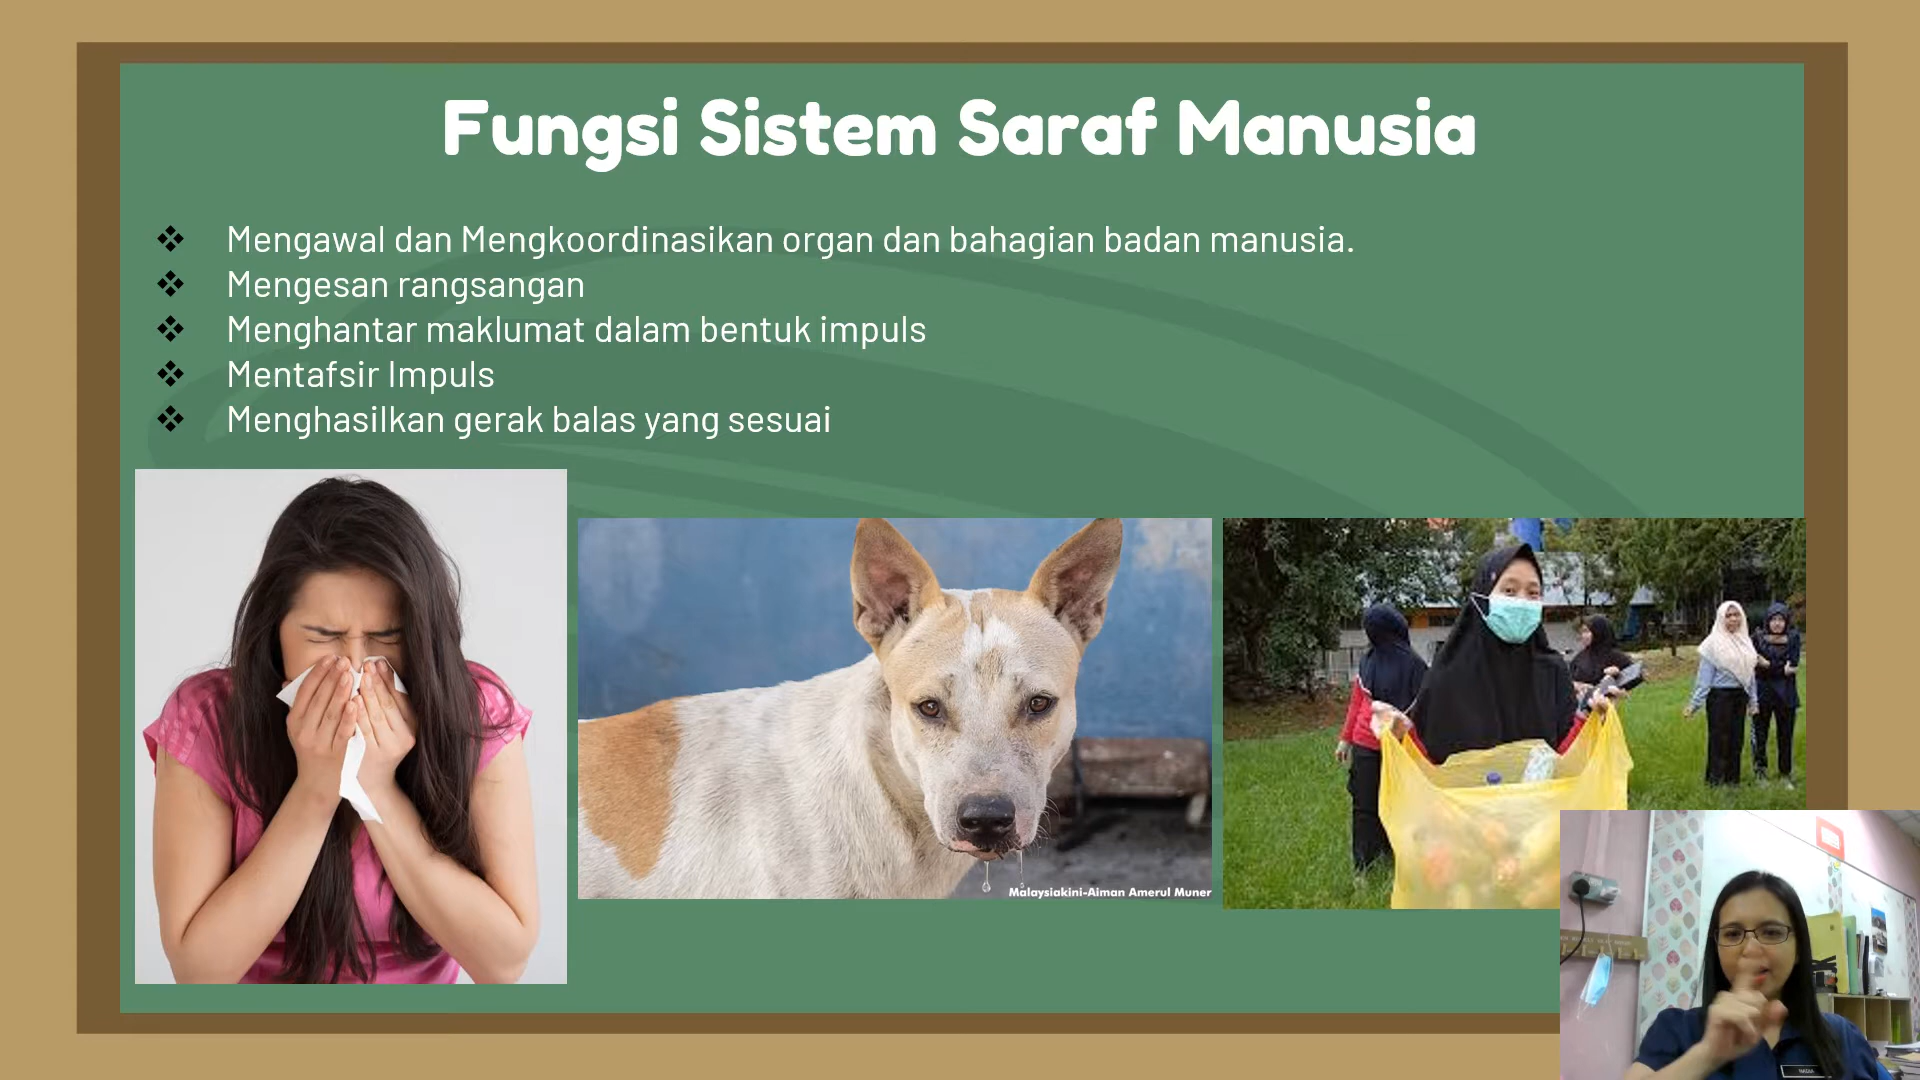 Fungsi Sistem Saraf Manusia
Mengawal dan Mengkoordinasikan organ dan bahagian badan manusia.
Mengesan rangsangan
Menghantar maklumat dalam bentuk impuls
Mentafsir Impuls
Menghasilkan gerak balas yang sesuai
Malaysiakini-Aiman Amerul Muner